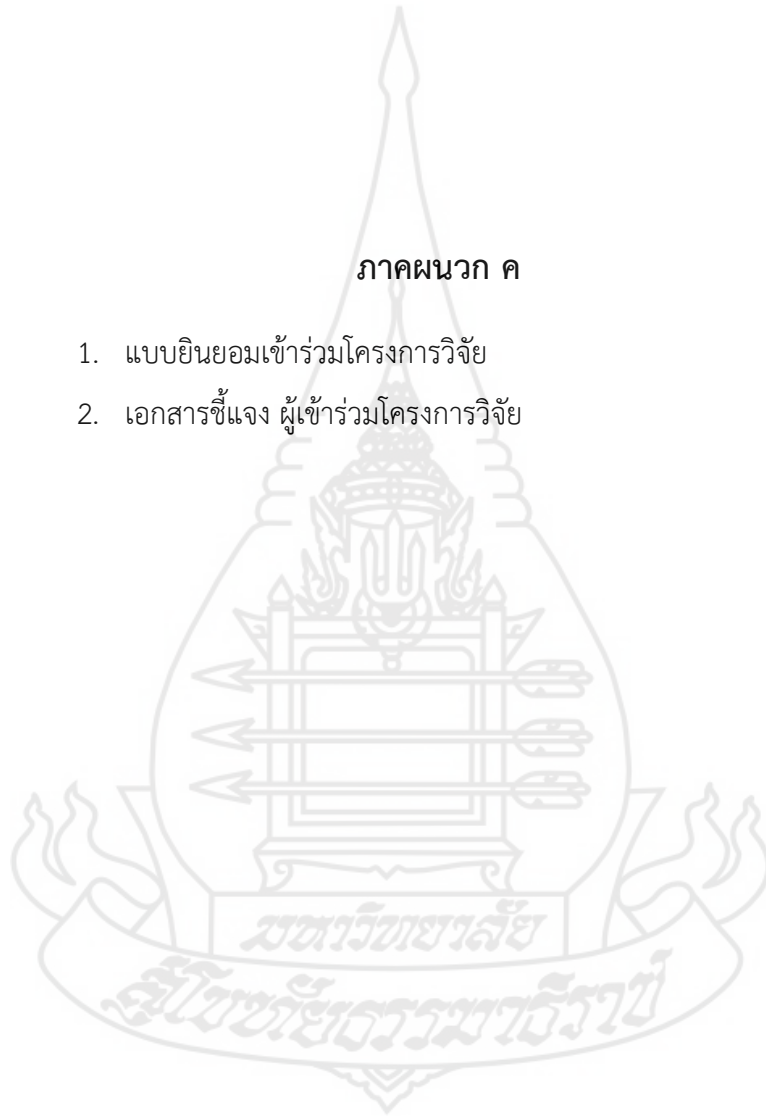 ภาคผนวก ค
1. แบบยินยอมเข้าร่วมโครงการวิจัย
2. เอกสารชี้แจง ผู้เข้าร่วมโครงการวิจัย
มหาวิทยาลัย
สุโขทัยธรรมาธิราช